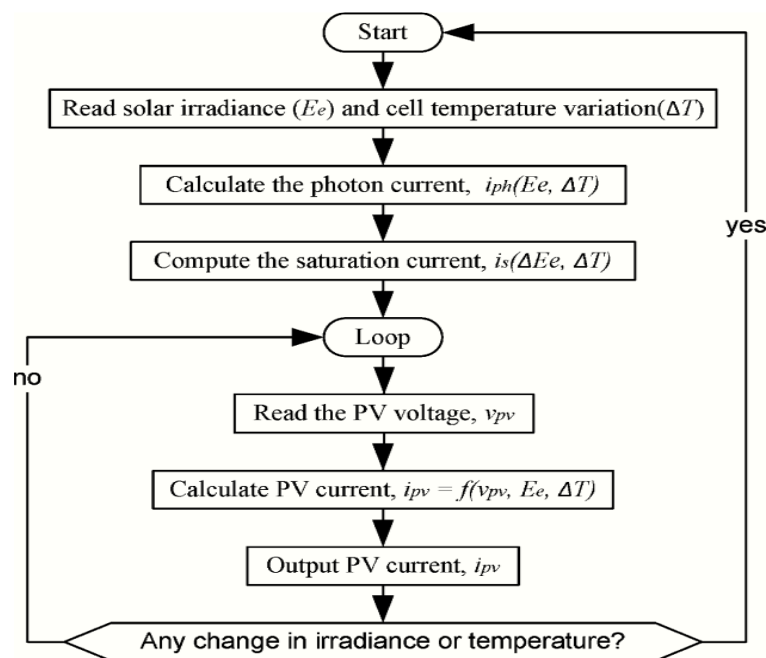 Start
Read solar irradiance (Ee) and cell temperature variation(ΔT)
Calculate the photon current, iph(Ee, ΔT)
yes
Compute the saturation current, is(ΔEe, ΔT)
Loop
no
Read the PV voltage, vpv
Calculate PV current, ipv = f(vpv, Ee, ΔT)
Output PV current, ipv
Any change in irradiance or temperature?